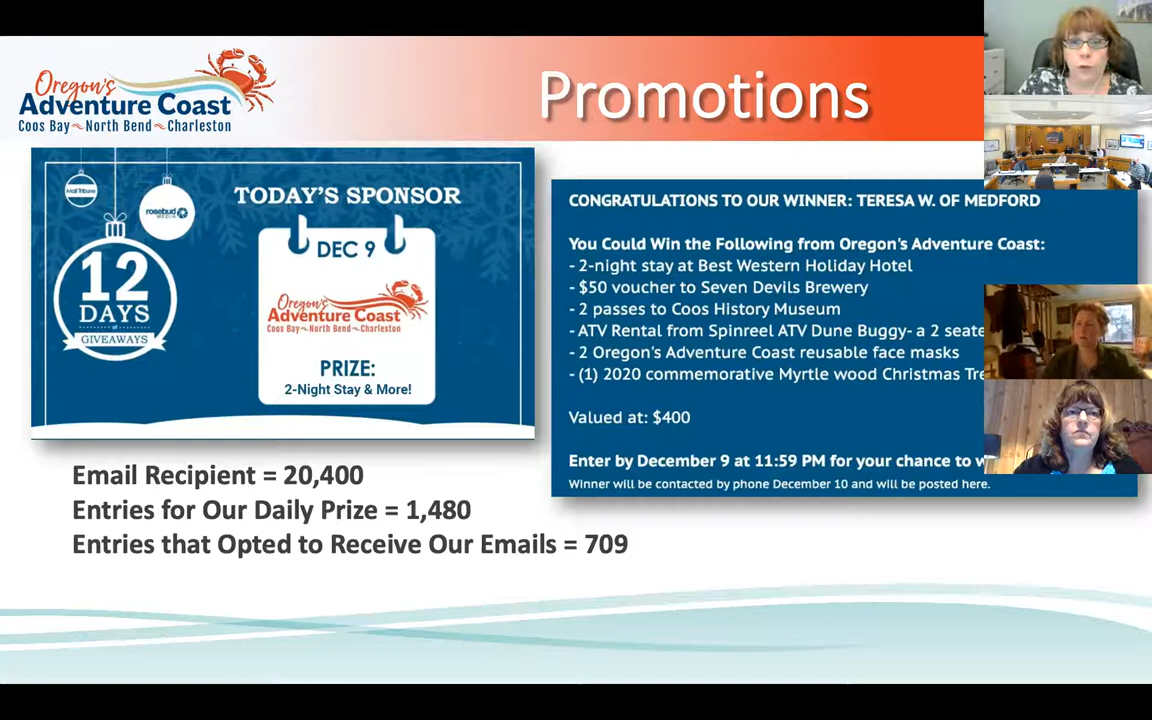 Oregon's
Adventure Coast
Coos Bay North Bend Charleston
Promotions
Mail Tribune
rosebud
MEDIA
12
DAYS
of
GIVEAWAYS
TODAY'S SPONSOR
DEC 9
Oregon's
Adventure Coast
Coos Bay North Bend Charleston
PRIZE:
2-Night Stay & More!
CONGRATULATIONS TO OUR WINNER: TERESA W. OF MEDFORD
You Could Win the Following from Oregon's Adventure Coast:
- 2-night stay at Best Western Holiday Hotel
- $50 voucher to Seven Devils Brewery
- 2 passes to Coos History Museum
- ATV Rental from Spinreel ATV Dune Buggy- a 2 seate
- 2 Oregon's Adventure Coast reusable face masks
- (1) 2020 commemorative Myrtle wood Christmas Tre
Valued at: $400
Enter by December 9 at 11:59 PM for your chance to w
Winner will be contacted by phone December 10 and will be posted here.
Email Recipient = 20,400
Entries for Our Daily Prize = 1,480
Entries that Opted to Receive Our Emails = 709